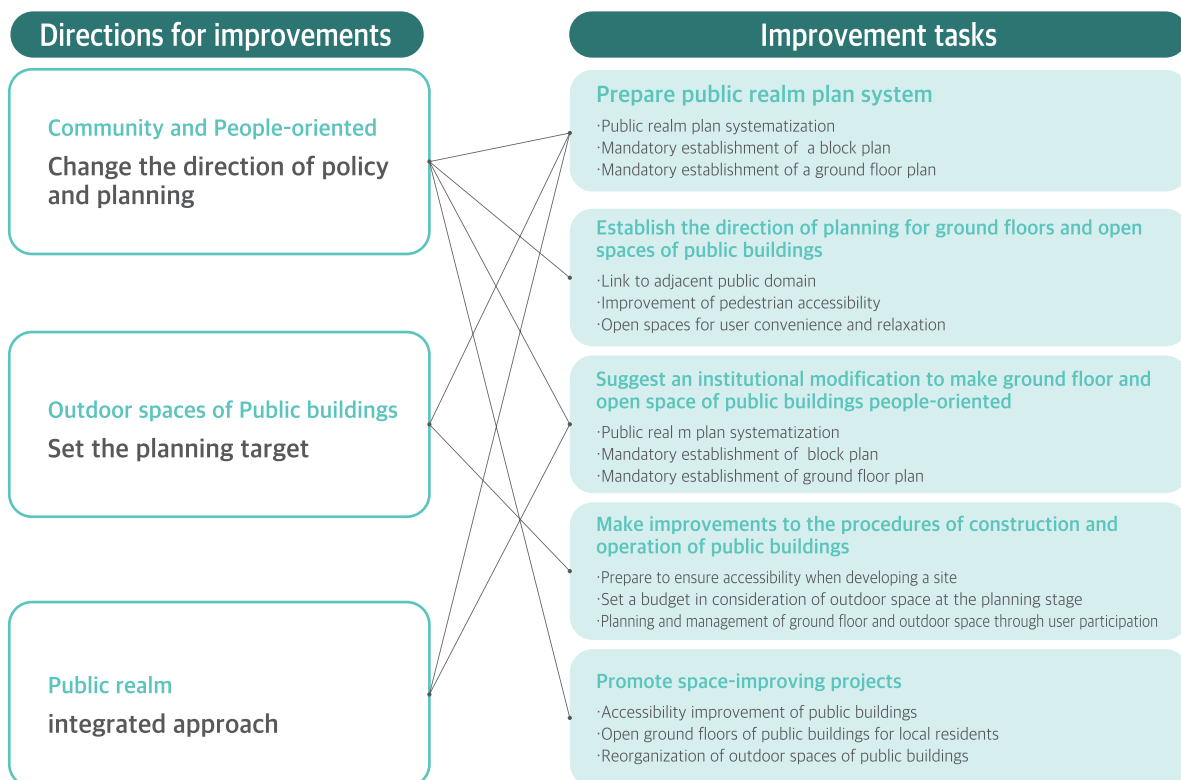 Directions for improvements
Community and People-oriented
Change the direction of policy
and planning
Outdoor spaces of Public buildings
Set the planning target
Public realm
integrated approach
Improvement tasks
Prepare public realm plan system
·Public realm plan systematization
·Mandatory establishment of  a block plan
·Mandatory establishment of a ground floor plan
Establish the direction of planning for ground floors and open
spaces of public buildings
·Link to adjacent public domain
·Improvement of pedestrian accessibility
·Open spaces for user convenience and relaxation
Suggest an institutional modification to make ground floor and
open space of public buildings people-oriented
·Public real m plan systematization
·Mandatory establishment of  block plan
·Mandatory establishment of ground floor plan
Make improvements to the procedures of construction and
operation of public buildings
·Prepare to ensure accessibility when developing a site
·Set a budget in consideration of outdoor space at the planning stage
·Planning and management of ground floor and outdoor space through user participation
Promote space-improving projects
·Accessibility improvement of public buildings
·Open ground floors of public buildings for local residents
·Reorganization of outdoor spaces of public buildings